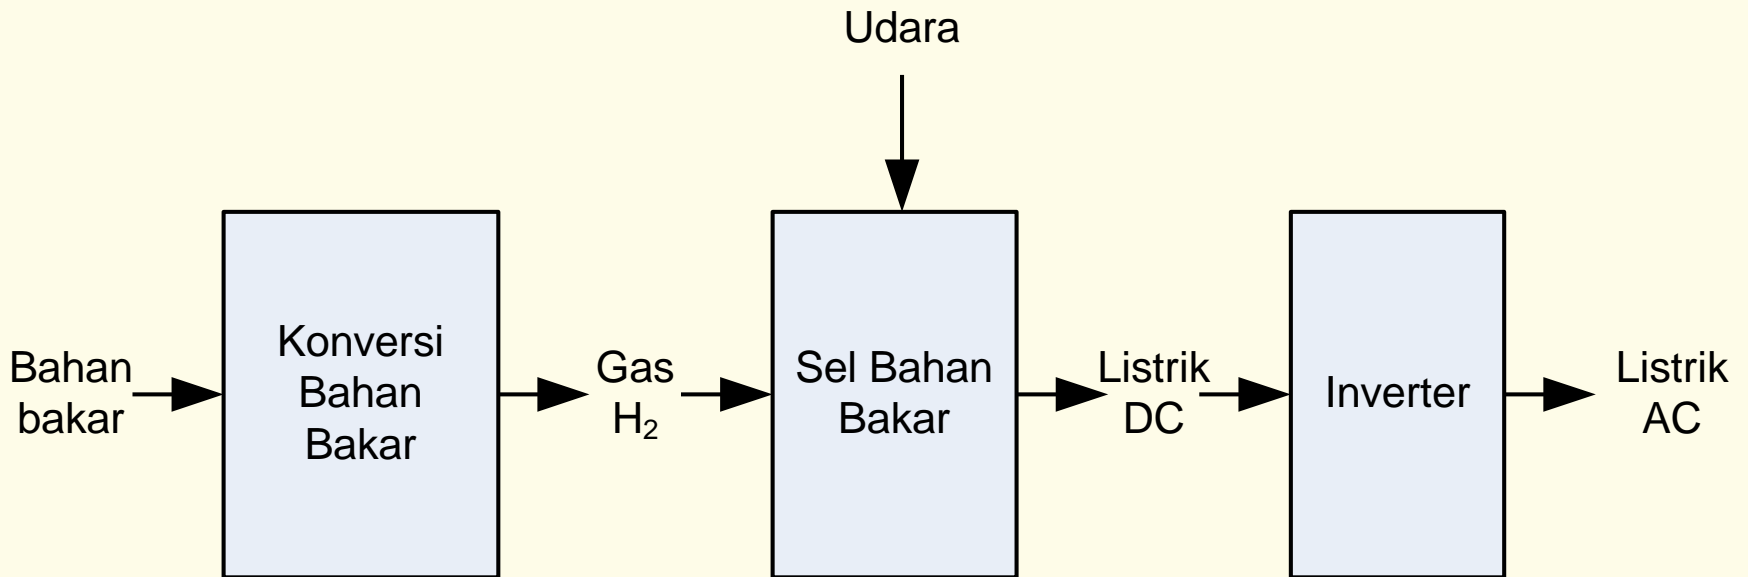 Udara
Bahan
bakar
Konversi
Bahan
Bakar
Gas
H₂
Sel Bahan
Bakar
Listrik
DC
Inverter
Listrik
AC